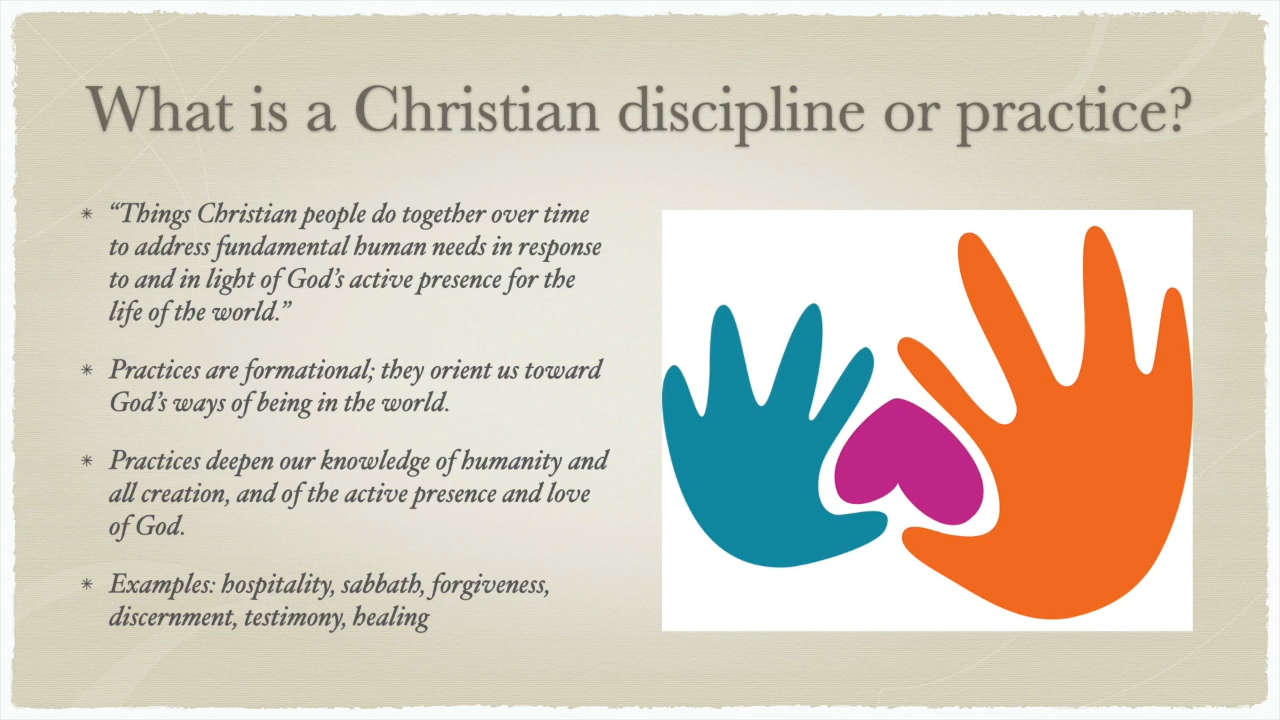 What is a Christian discipline or practice?
* “Things Christian people do together over time
to address fundamental human needs in response
to and in light of God’s active presence for the
life of the world.”
* Practices are formational; they orient us toward
God’s ways of being in the world.
* Practices deepen our knowledge of humanity and
all creation, and of the active presence and love
of God.
* Examples: hospitality, sabbath, forgiveness,
discernment, testimony, healing